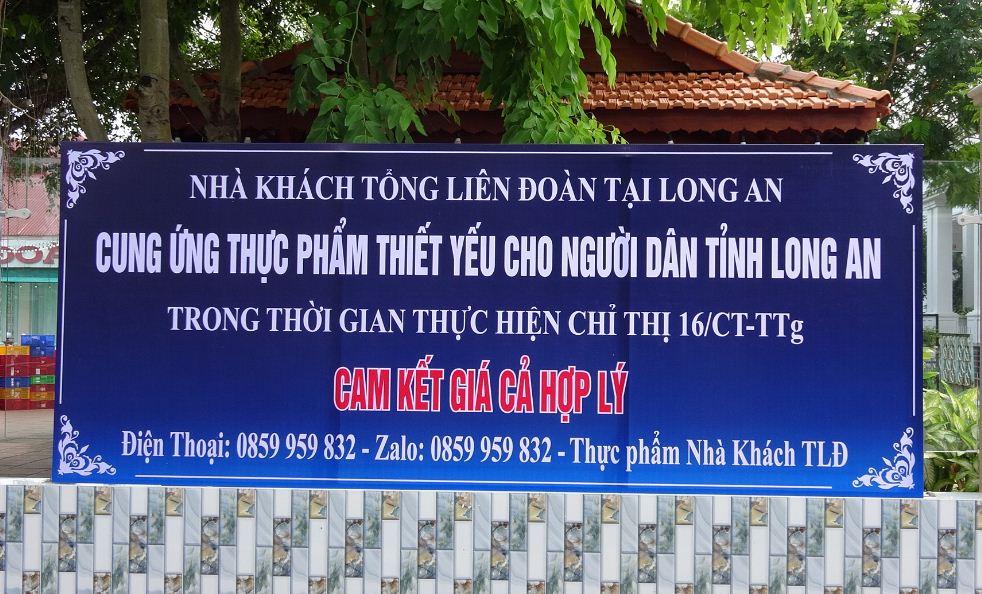 NHÀ KHÁCH TỔNG LIÊN ĐOÀN TẠI LONG AN
CUNG ỨNG THỰC PHẨM THIẾT YẾU CHO NGƯỜI DÂN TỈNH LONG AN
TRONG THỜI GIAN THỰC HIỆN CHỈ THỊ 16/CT-TTg
CAM KẾT GIÁ CẢ HỢP LÝ
Điện Thoại: 0859 959 832 - Zalo: 0859 959 832 - Thực phẩm Nhà Khách TLĐ